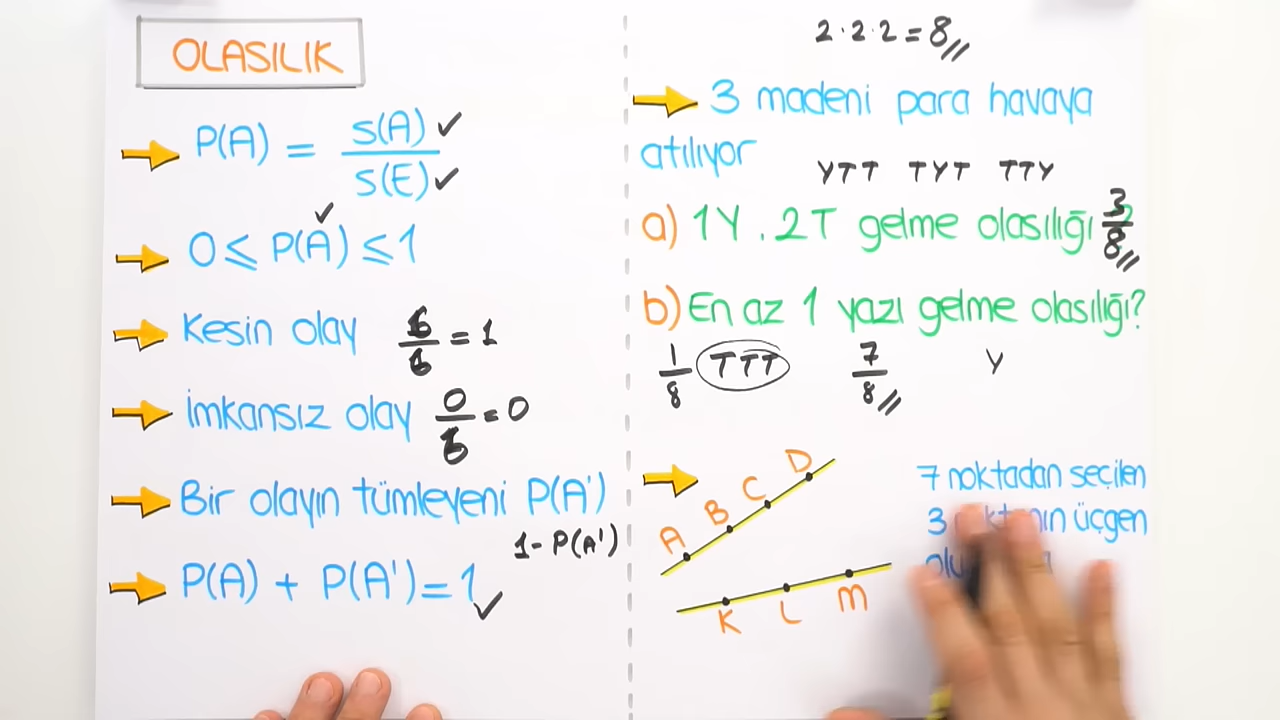 OLASILIK
P(A) = s(A) ✓
s(E) ✓
✓
0 ≤ P(A) ≤ 1
Kesin olay 6/6 = 1
İmkansız olay 0/6 = 0
Bir olayın tümleyeni P(A')
1- P(A')
P(A) + P(A') = 1 ✓
2·2·2=8//
3 madeni para havaya
atılıyor
YTT TYT TTY
a) 1Y, 2T gelme olasılığı 3/8//
b) En az 1 yazı gelme olasılığı?
1/8 TTT 7/8// Y
A B C D
K L M
7 noktadan seçilen
3 üçgen